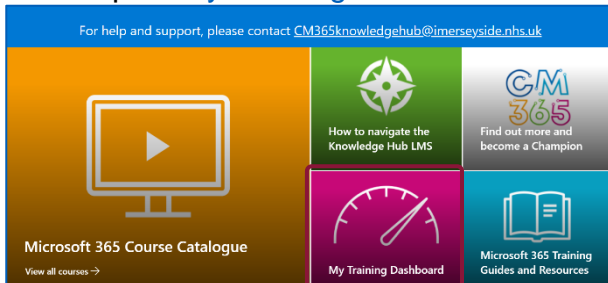 For help and support, please contact CM365knowledgehub@imerseyside.nhs.uk
How to navigate the
Knowledge Hub LMS
CM
365
Find out more and
become a Champion
Microsoft 365 Course Catalogue
View all courses →
My Training Dashboard
Microsoft 365 Training
Guides and Resources